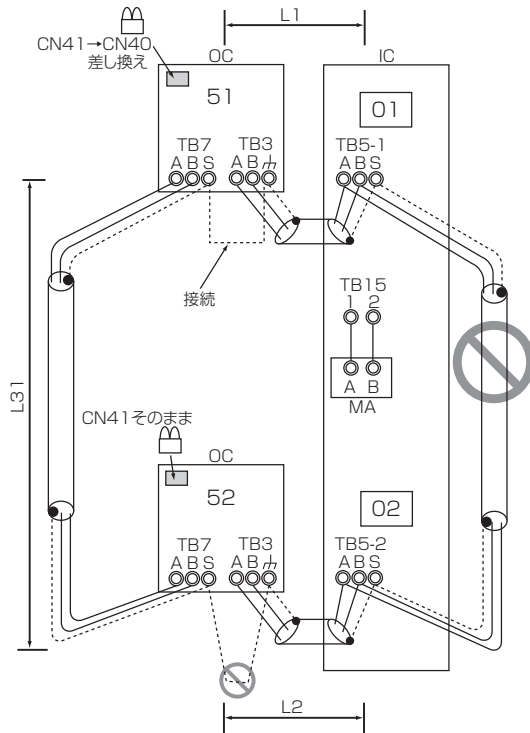 L1
CN41→CN40
差し換え
OC
IC
51
01
TB7
TB3
TB5-1
A B S
A B
A B S
接続
TB15
1 2
A B
MA
L31
CN41そのまま
OC
52
02
TB7
TB3
TB5-2
A B S
A B
A B S
L2